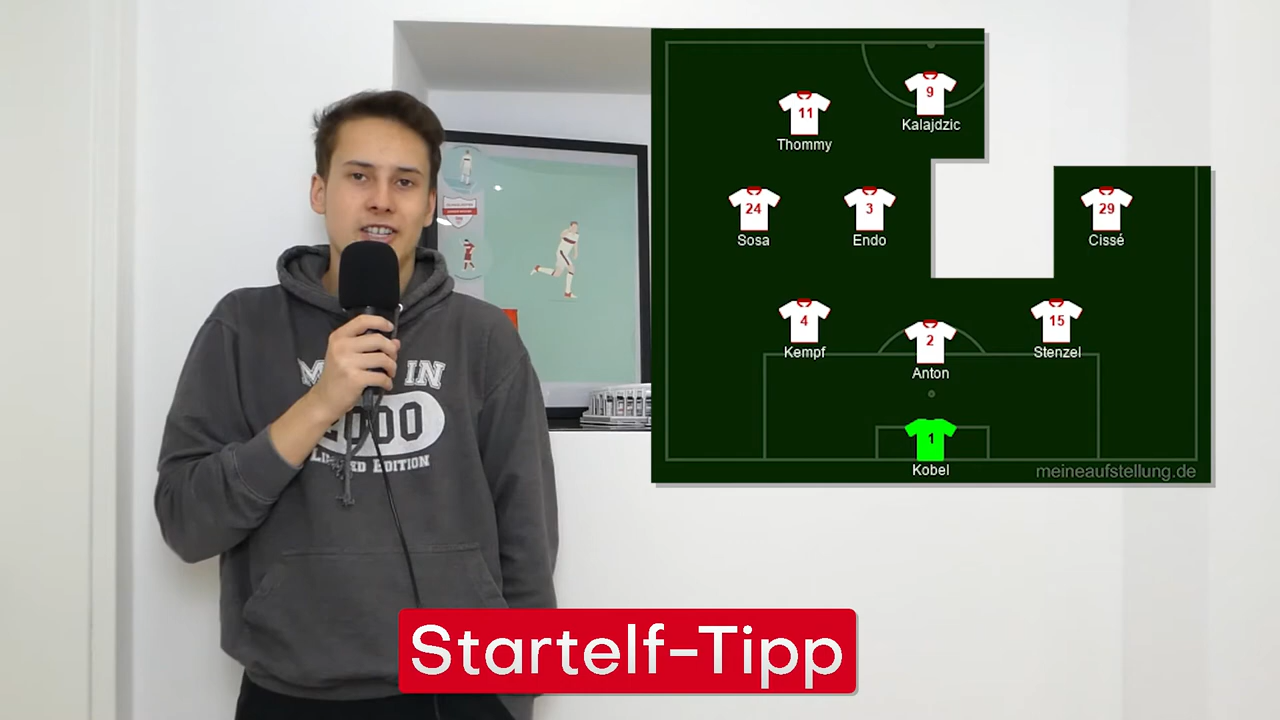 9
Kalajdzic
11
Thommy
24
Sosa
3
Endo
29
Cissé
4
Kempf
2
Anton
15
Stenzel
1
Kobel
meineaufstellung.de
IN
LIMITED EDITION
Startelf-Tipp